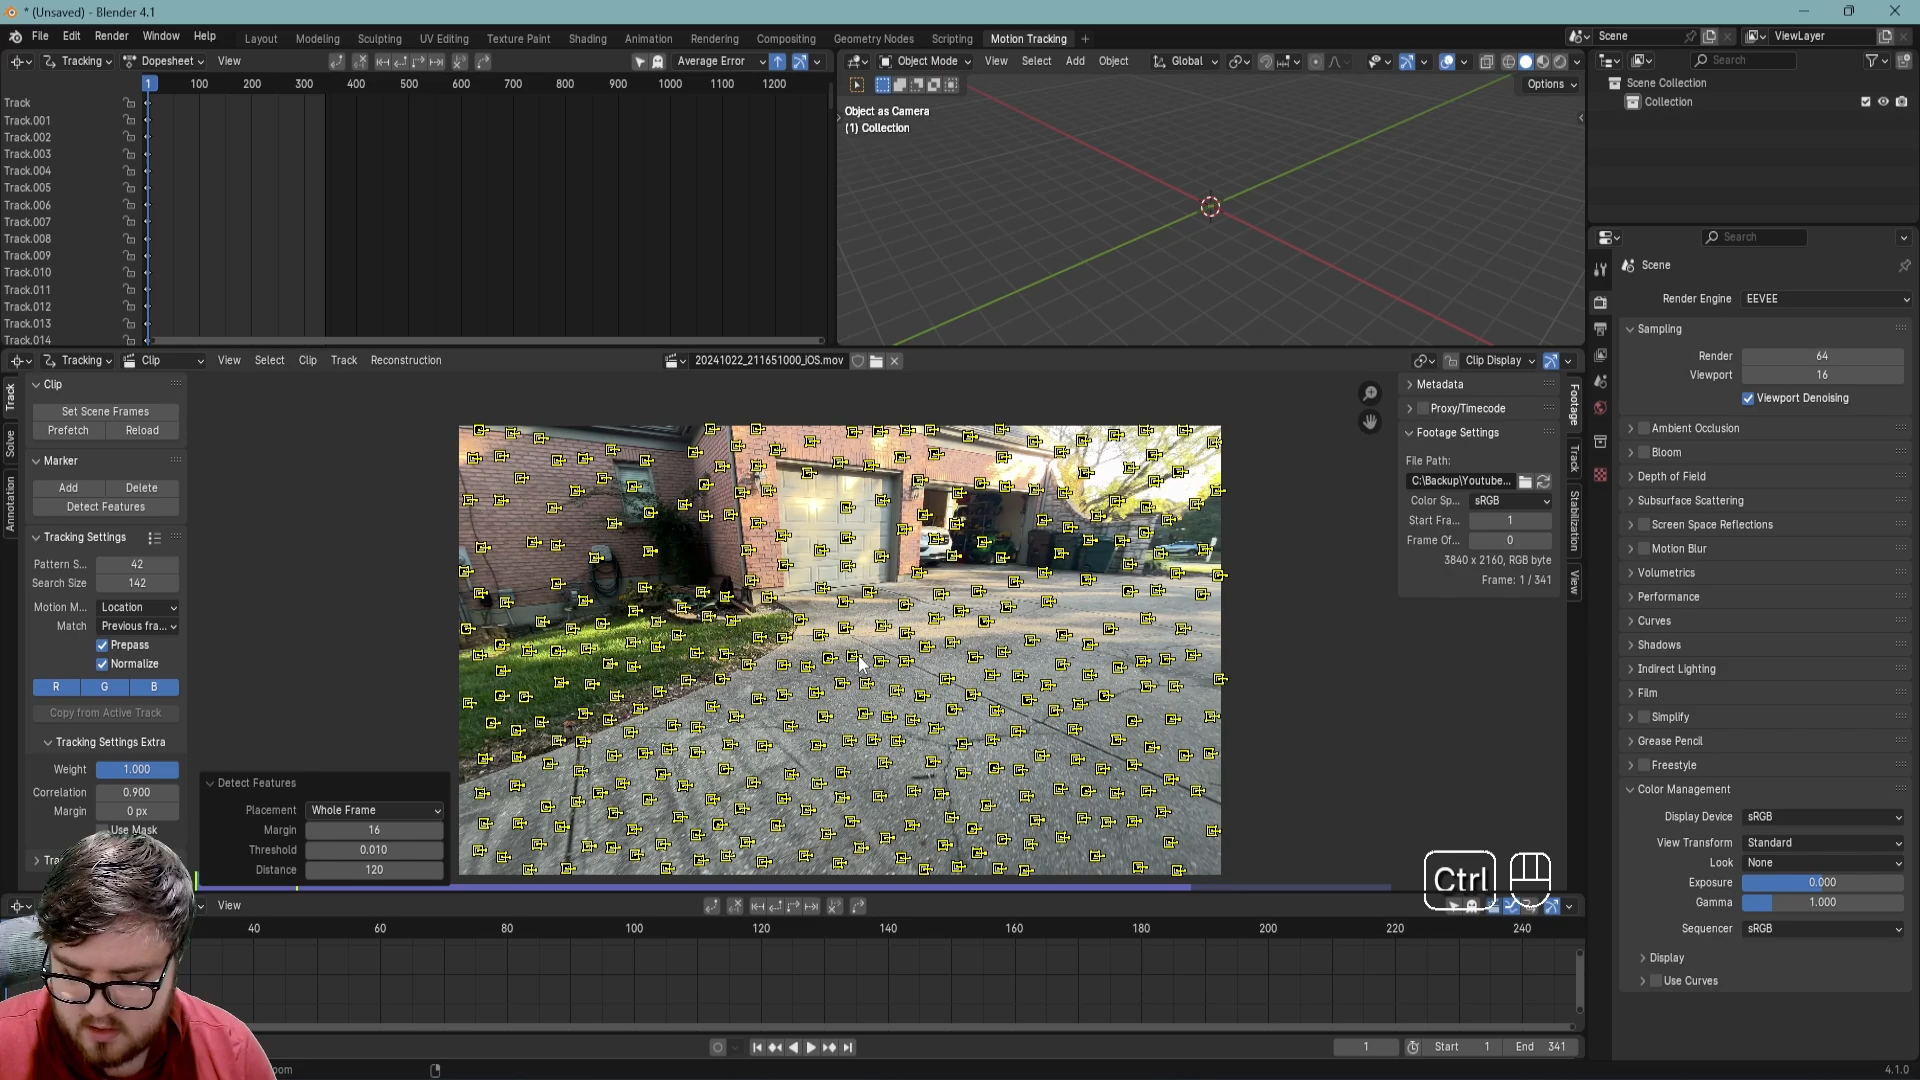 * (Unsaved) - Blender 4.1
File Edit Render Window Help
Layout Modeling Sculpting UV Editing Texture Paint Shading Animation Rendering Compositing Geometry Nodes Scripting Motion Tracking +
Scene
ViewLayer
Tracking Dopesheet View
Average Error
Object Mode View Select Add Object
Global
Search
1 100 200 300 400 500 600 700 800 900 1000 1100 1200
Options
Scene Collection
Collection
Object as Camera
(1) Collection
Track
Track.001
Track.002
Track.003
Track.004
Track.005
Track.006
Track.007
Track.008
Track.009
Track.010
Track.011
Track.012
Track.013
Track.014
Search
Scene
Render Engine EEVEE
Sampling
Render 64
Viewport 16
Viewport Denoising
Ambient Occlusion
Bloom
Depth of Field
Subsurface Scattering
Screen Space Reflections
Motion Blur
Volumetrics
Performance
Curves
Shadows
Indirect Lighting
Film
Simplify
Grease Pencil
Freestyle
Color Management
Display Device sRGB
View Transform Standard
Look None
Exposure 0.000
Gamma 1.000
Sequencer sRGB
Display
Use Curves
Tracking Clip View Select Clip Track Reconstruction
20241022_211651000_iOS.mov
Clip Display
Track
Solve
Annotation
Clip
Set Scene Frames
Prefetch Reload
Marker
Add Delete
Detect Features
Tracking Settings
Pattern S... 42
Search Size 142
Motion M... Location
Match Previous fra...
Prepass
Normalize
R G B
Copy from Active Track
Tracking Settings Extra
Weight 1.000
Correlation 0.900
Margin 0 px
Use Mask
Detect Features
Placement Whole Frame
Margin 16
Threshold 0.010
Distance 120
Metadata
Proxy/Timecode
Footage Settings
File Path:
C:\Backup\Youtube...
Color Sp... sRGB
Start Fra... 1
Frame Of... 0
3840 x 2160, RGB byte
Frame: 1 / 341
Footage
Track
Stabilization
View
Ctrl
View
40 60 80 100 120 140 160 180 200 220 240
1 Start 1 End 341
4.1.0